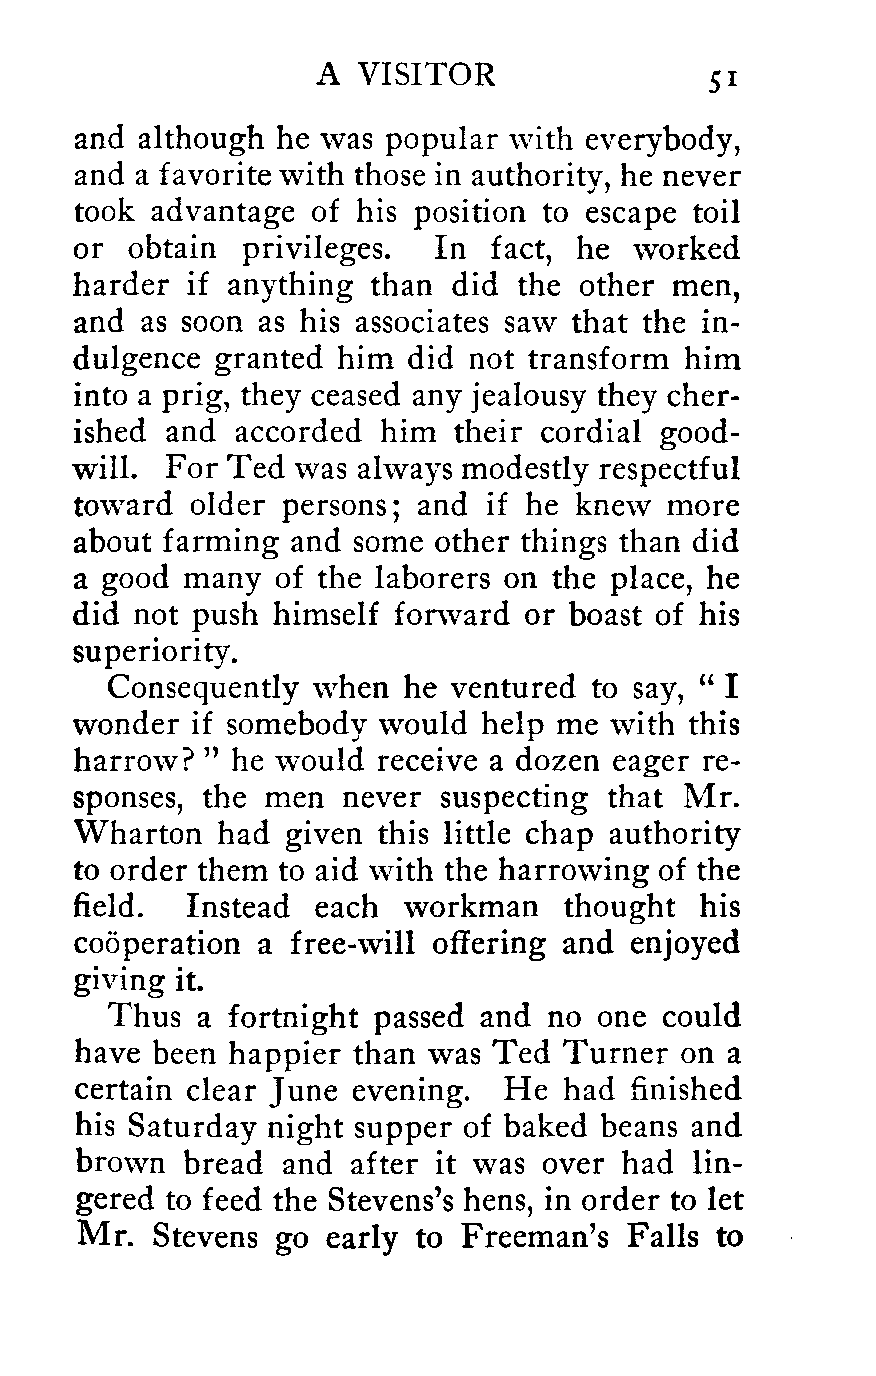 A VISITOR 51
and although he was popular with everybody,
and a favorite with those in authority, he never
took advantage of his position to escape toil
or obtain privileges. In fact, he worked
harder if anything than did the other men,
and as soon as his associates saw that the in-
dulgence granted him did not transform him
into a prig, they ceased any jealousy they cher-
ished and accorded him their cordial good-
will. For Ted was always modestly respectful
toward older persons; and if he knew more
about farming and some other things than did
a good many of the laborers on the place, he
did not push himself forward or boast of his
superiority.
Consequently when he ventured to say, “ I
wonder if somebody would help me with this
harrow? ” he would receive a dozen eager re-
sponses, the men never suspecting that Mr.
Wharton had given this little chap authority
to order them to aid with the harrowing of the
field. Instead each workman thought his
coöperation a free-will offering and enjoyed
giving it.
Thus a fortnight passed and no one could
have been happier than was Ted Turner on a
certain clear June evening. He had finished
his Saturday night supper of baked beans and
brown bread and after it was over had lin-
gered to feed the Stevens’s hens, in order to let
Mr. Stevens go early to Freeman’s Falls to